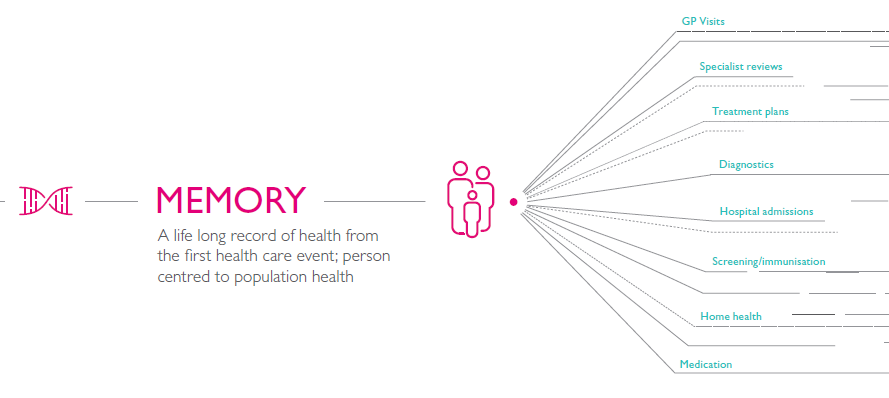 MEMORY
A life long record of health from
the first health care event; person
centred to population health
GP Visits
Specialist reviews
Treatment plans
Diagnostics
Hospital admissions
Screening/immunisation
Home health
Medication